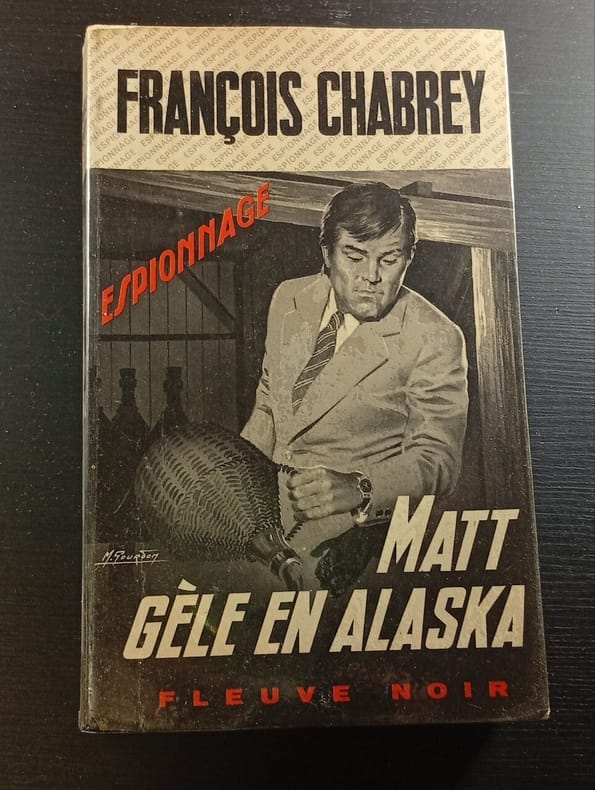 FRANÇOIS CHABREY
ESPIONNAGE
M. Gourdon
MATT
GÈLE EN ALASKA
FLEUVE NOIR